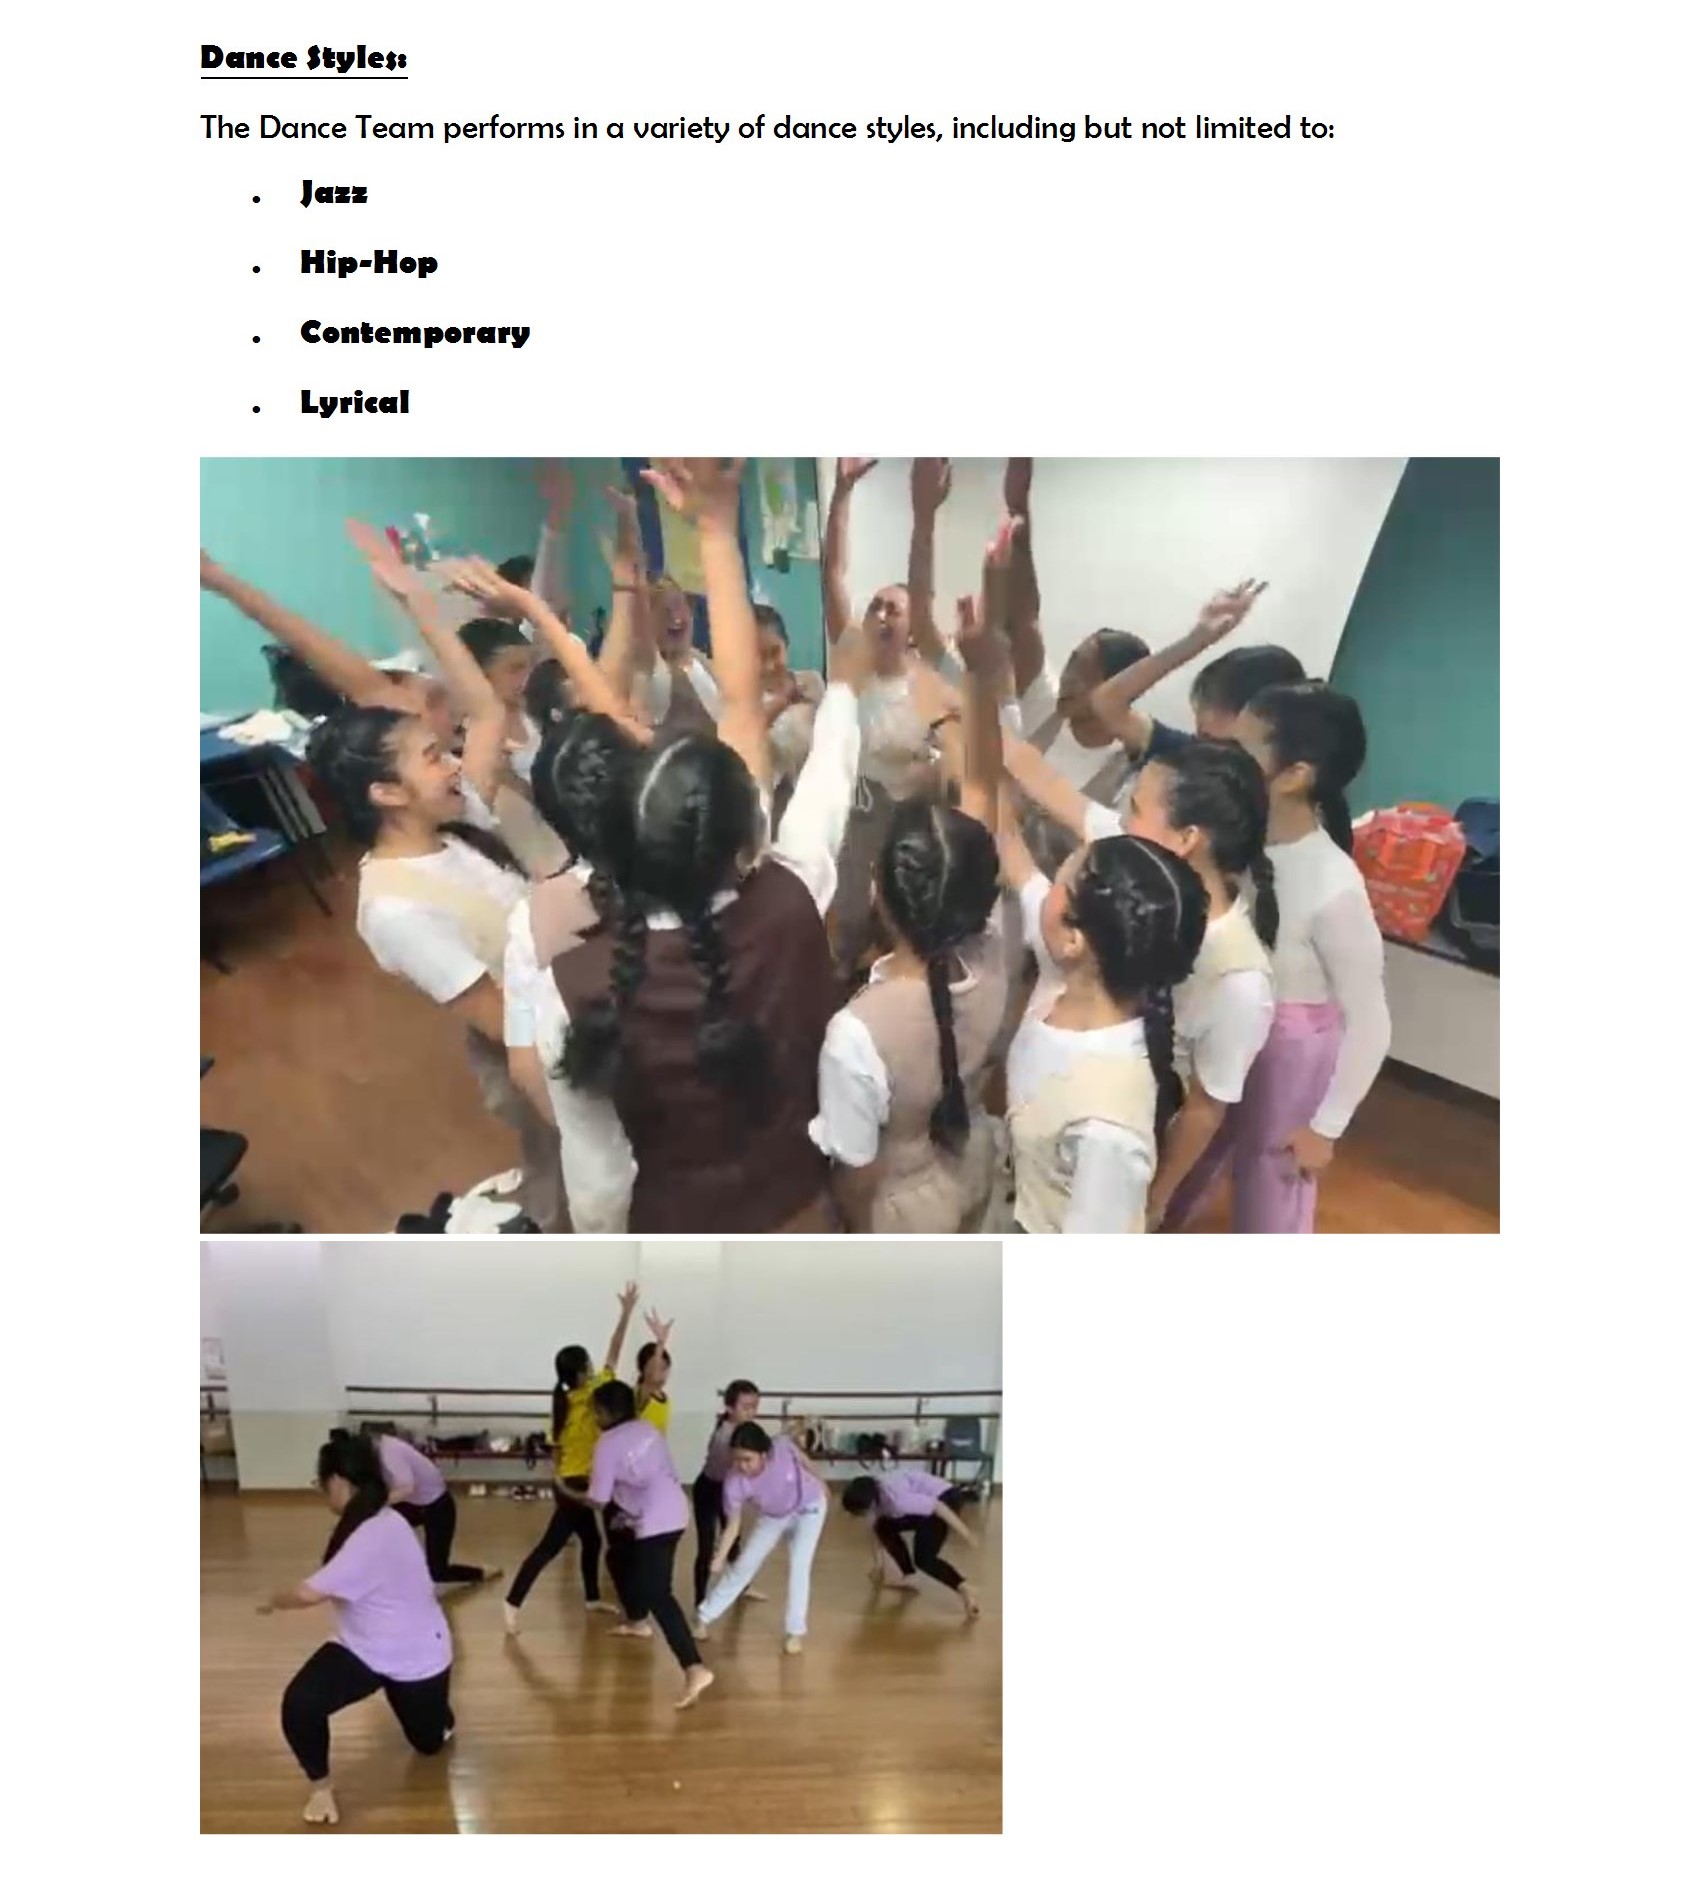 Dance Styles:
The Dance Team performs in a variety of dance styles, including but not limited to:
• Jazz
• Hip-Hop
• Contemporary
• Lyrical